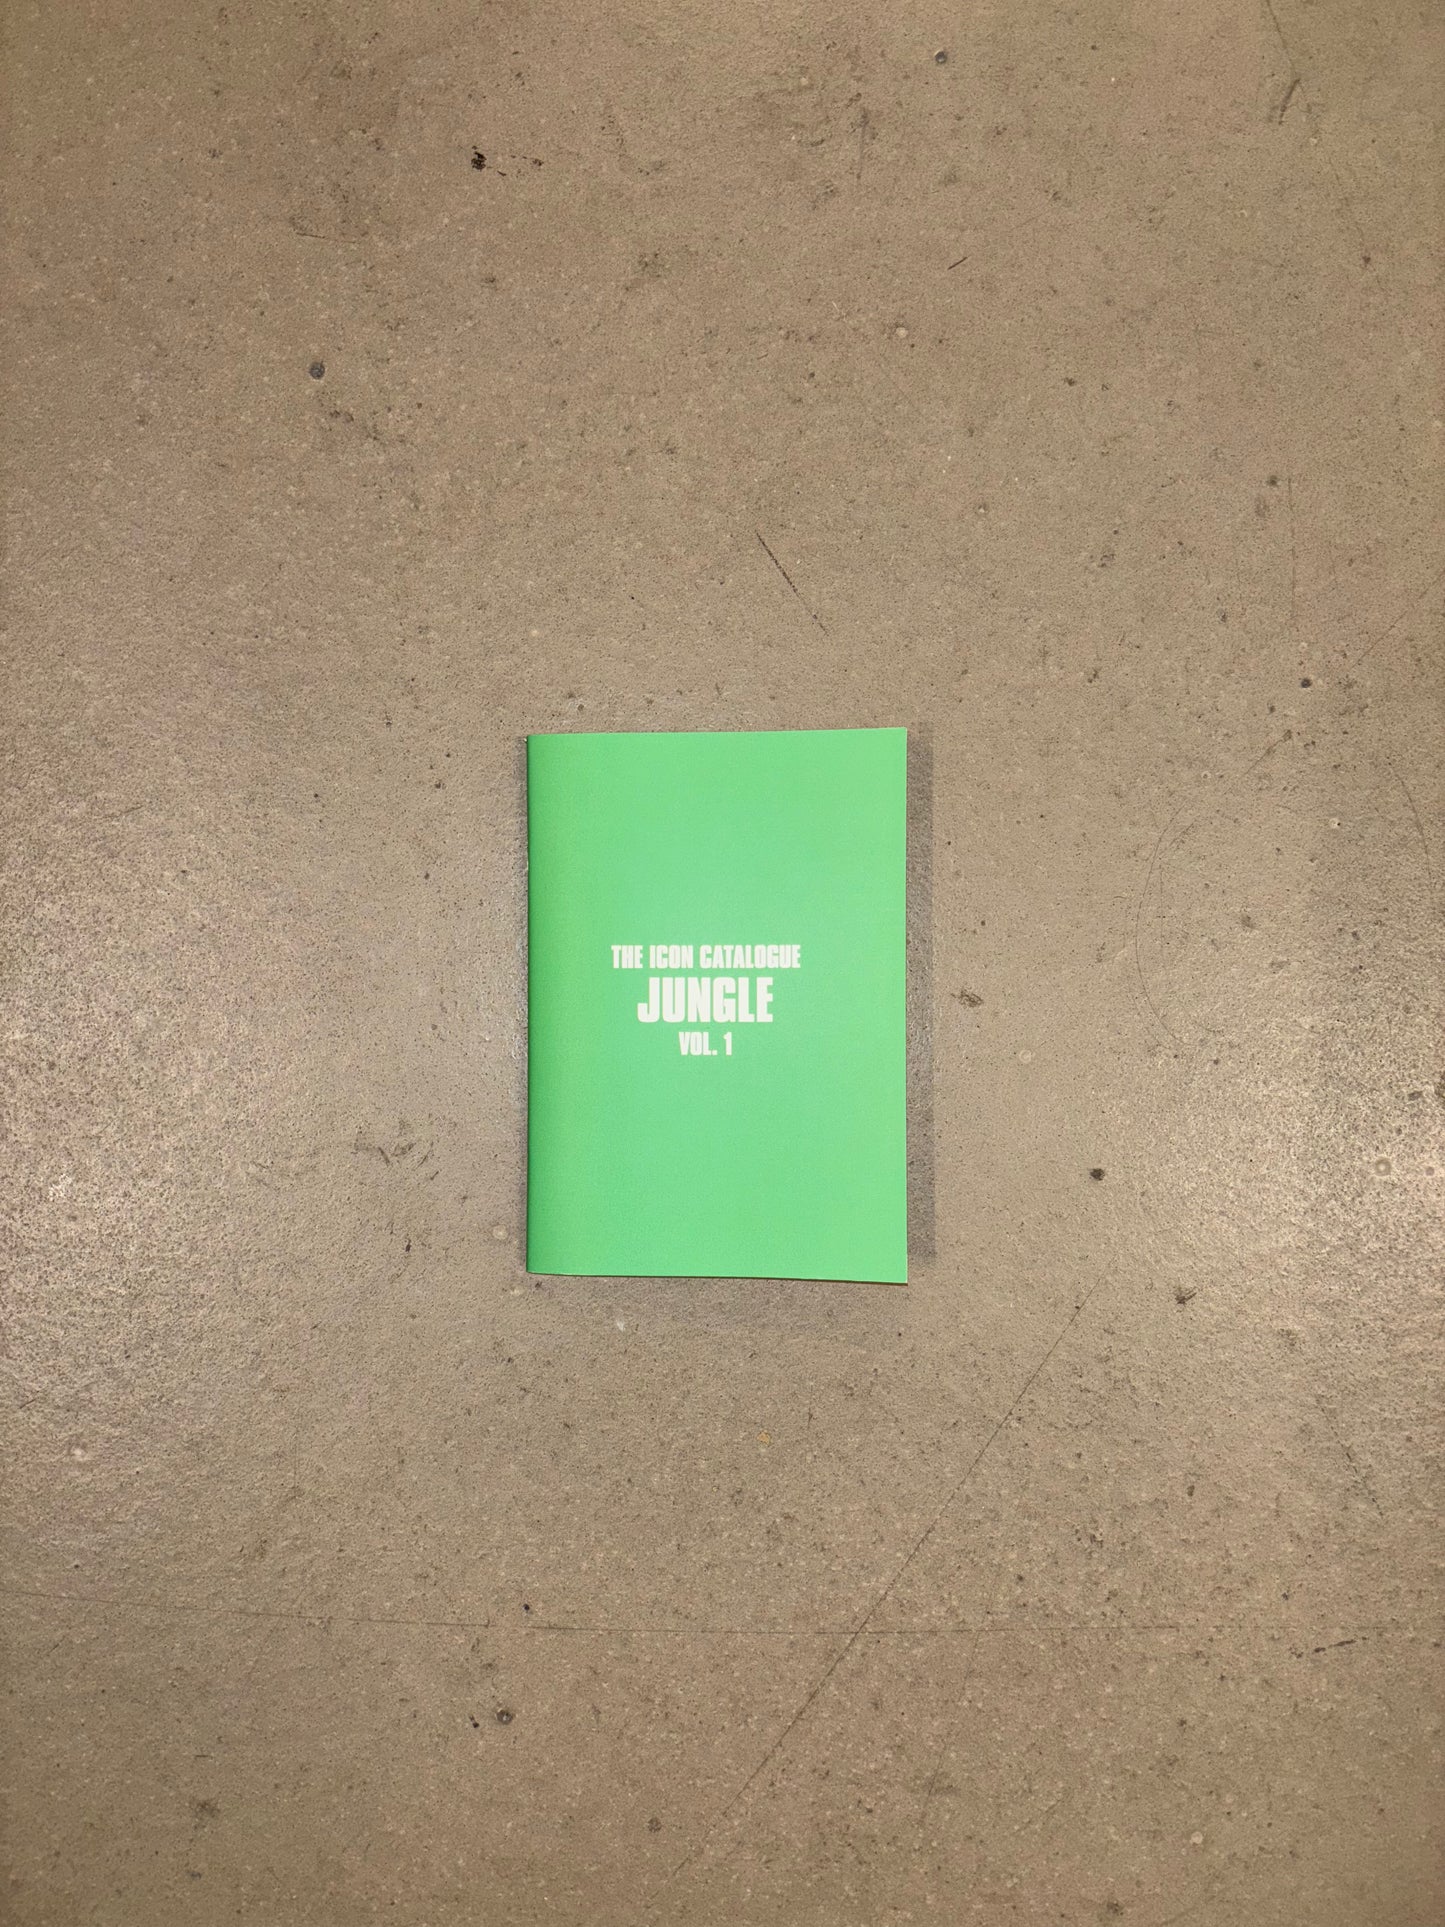 THE ICON CATALOGUE
JUNGLE
VOL. 1